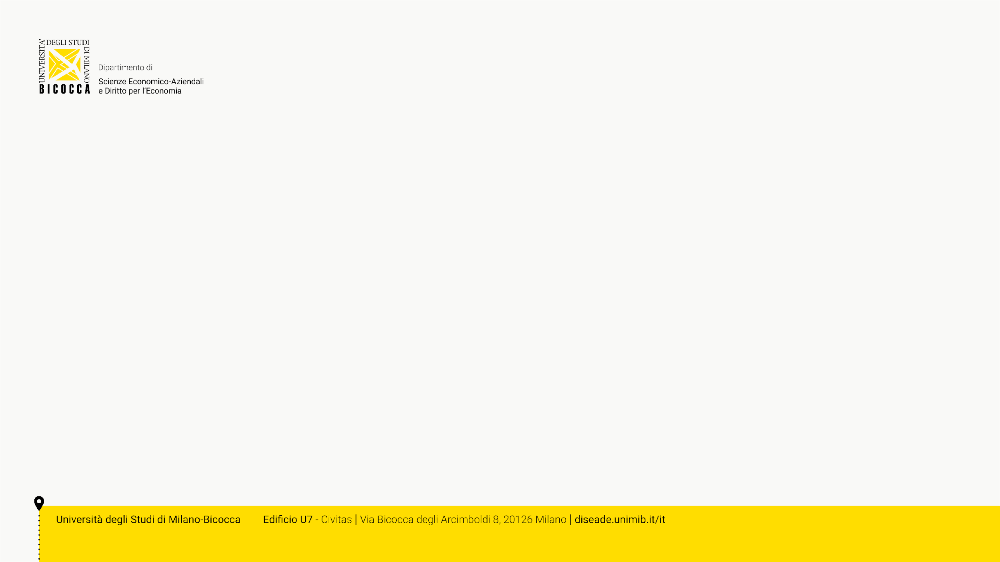 UNIVERSITA' DEGLI STUDI DI MILANO
BICOCCA
Dipartimento di
Scienze Economico-Aziendali
e Diritto per l'Economia
Università degli Studi di Milano-Bicocca Edificio U7 - Civitas | Via Bicocca degli Arcimboldi 8, 20126 Milano | diseade.unimib.it/it